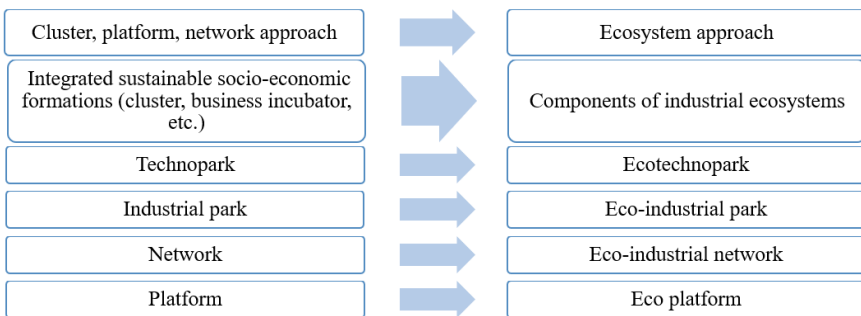 Cluster, platform, network approach
Ecosystem approach
Integrated sustainable socio-economic
formations (cluster, business incubator,
etc.)
Components of industrial ecosystems
Technopark
Ecotechnopark
Industrial park
Eco-industrial park
Network
Eco-industrial network
Platform
Eco platform